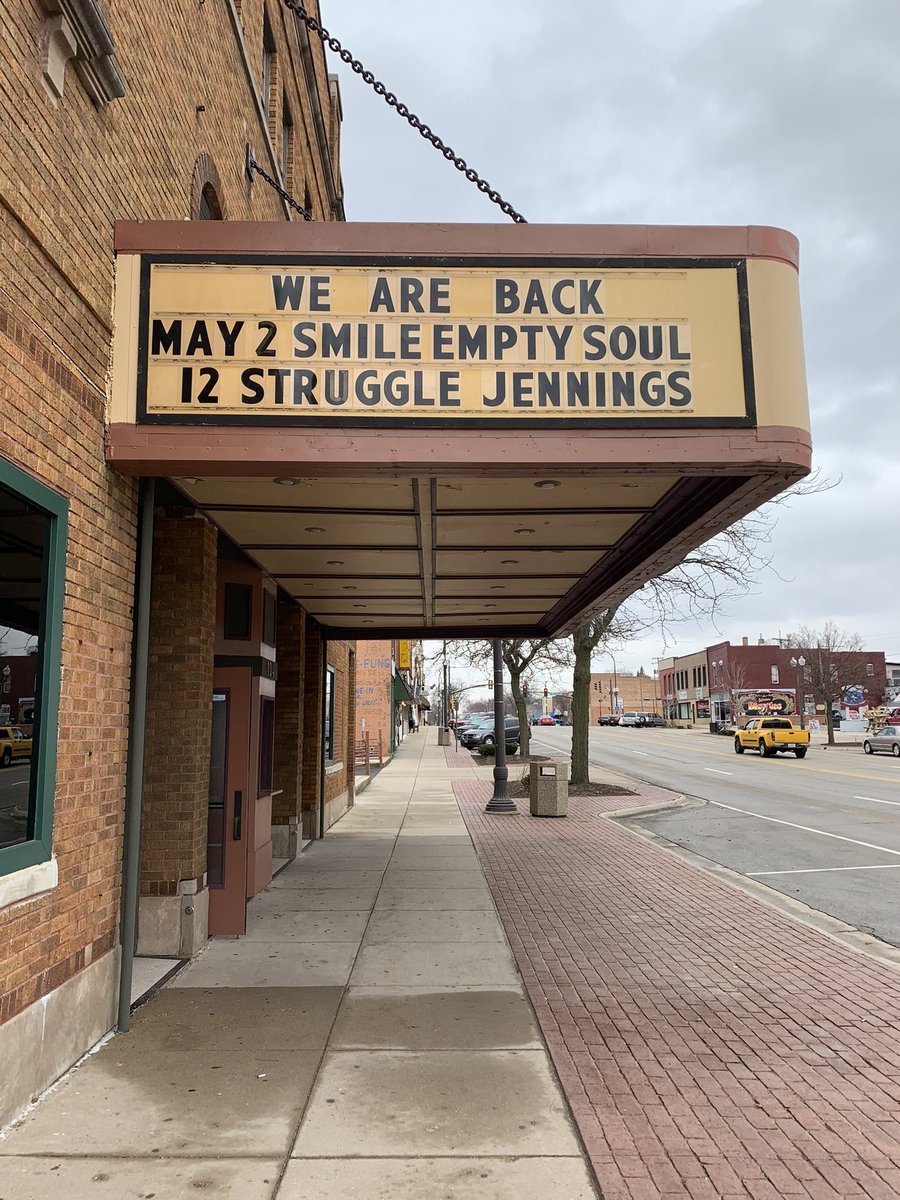 WE ARE BACK
MAY 2 SMILE EMPTY SOUL
12 STRUGGLE JENNINGS